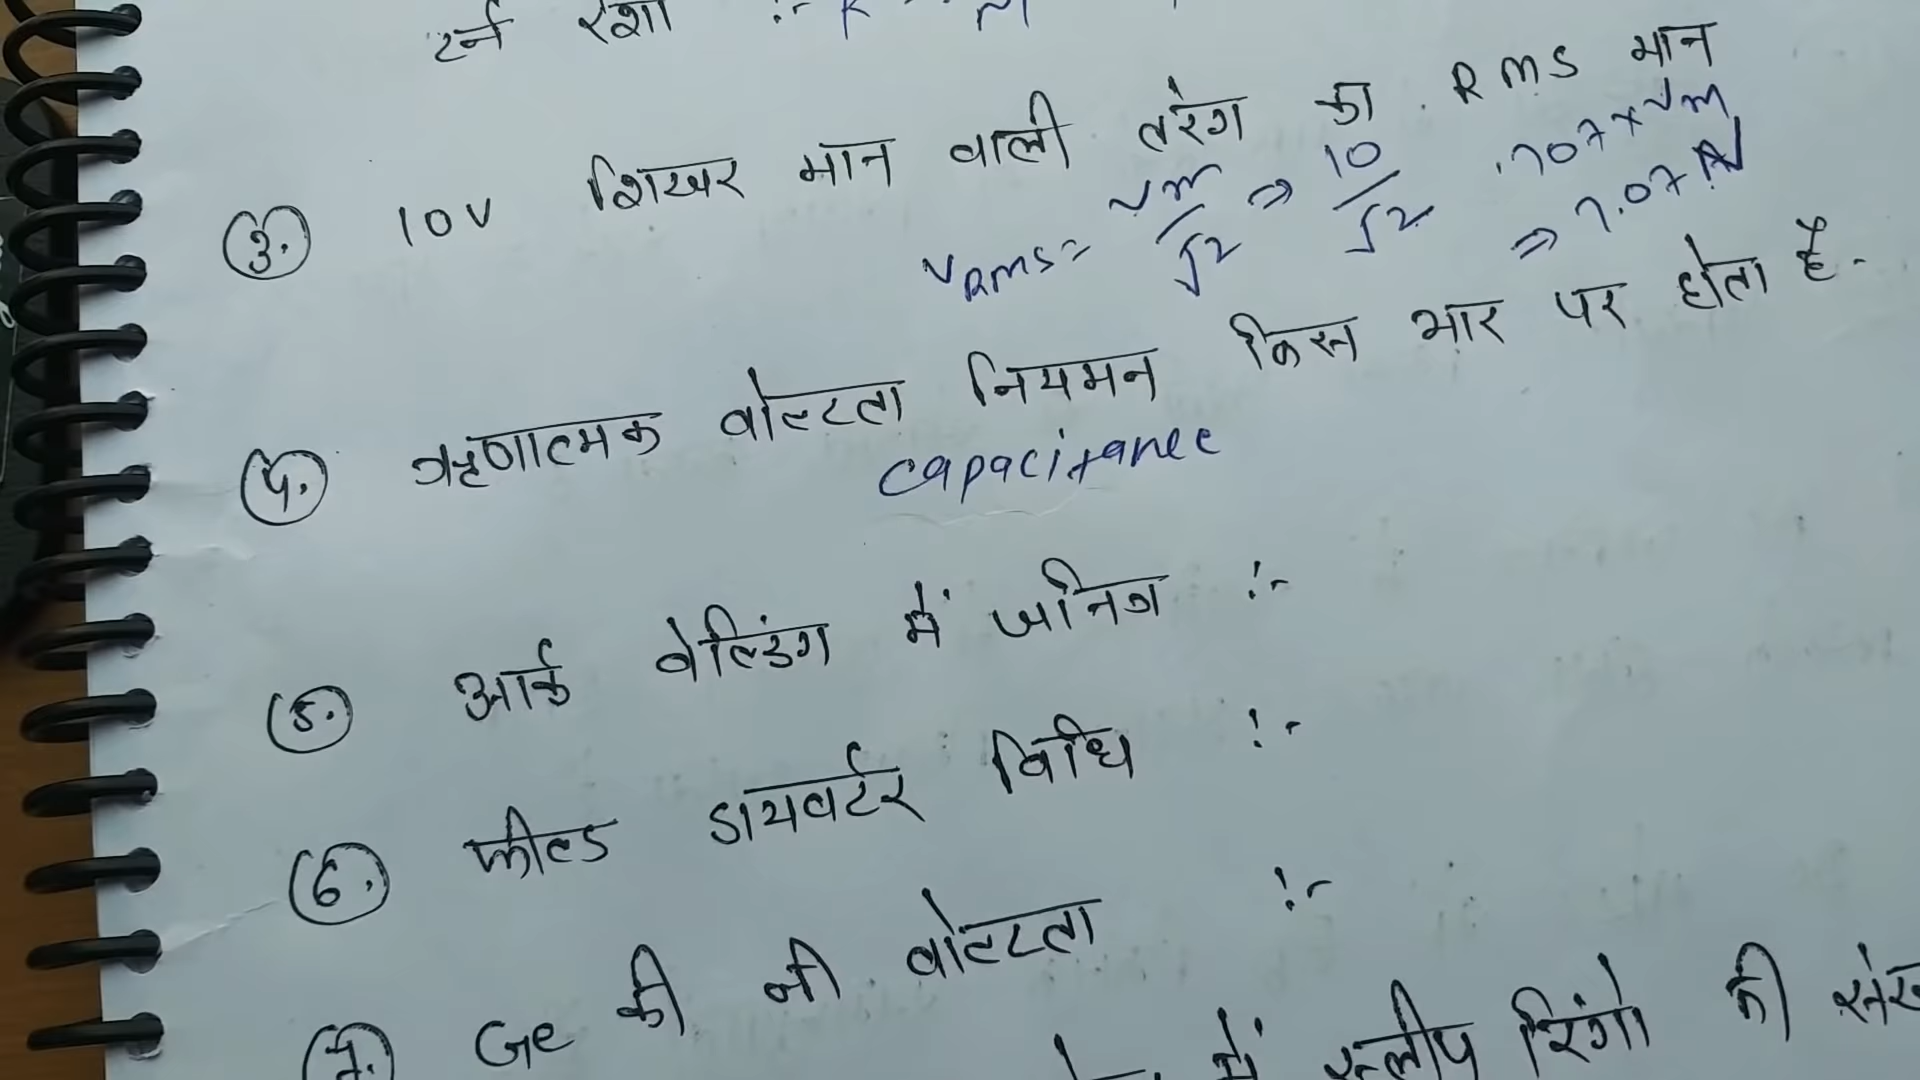 टर्न रेशो :- K
③. 10V शिखर मान वाली तरंग का RMS मान
VRMS = Vm/√2 ⇒ 10/√2 .707 x Vm
⇒ 7.07 V
④. ऋणात्मक वोल्टता नियमन किस भार पर होता है.
capacitance
⑤. आर्क वेल्डिंग में जनित्र :-
⑥. फील्ड डायवर्टर विधि :-
⑦. Ge की नी वोल्टता :-
में स्लीप रिंगो की